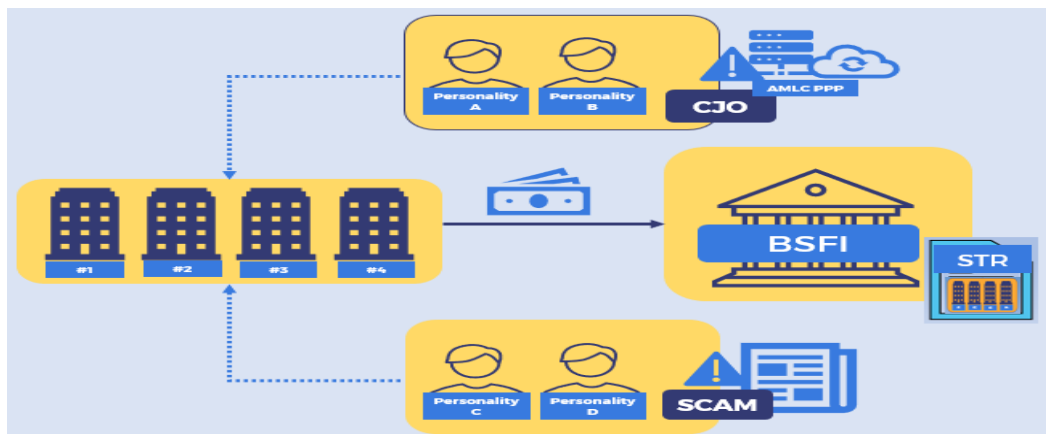 Personality
A
Personality
B
AMLC PPP
CJO
#1
#2
#3
#4
BSFI
STR
Personality
C
Personality
D
SCAM